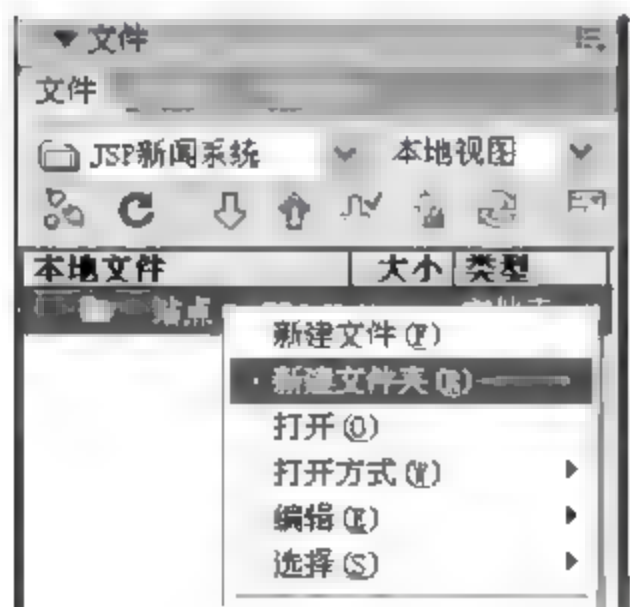 文件
文件
JSP新闻系统 本地视图
本地文件 大小 类型
站点
新建文件(F)
新建文件夹(R)
打开(O)
打开方式(W)
编辑(E)
选择(S)